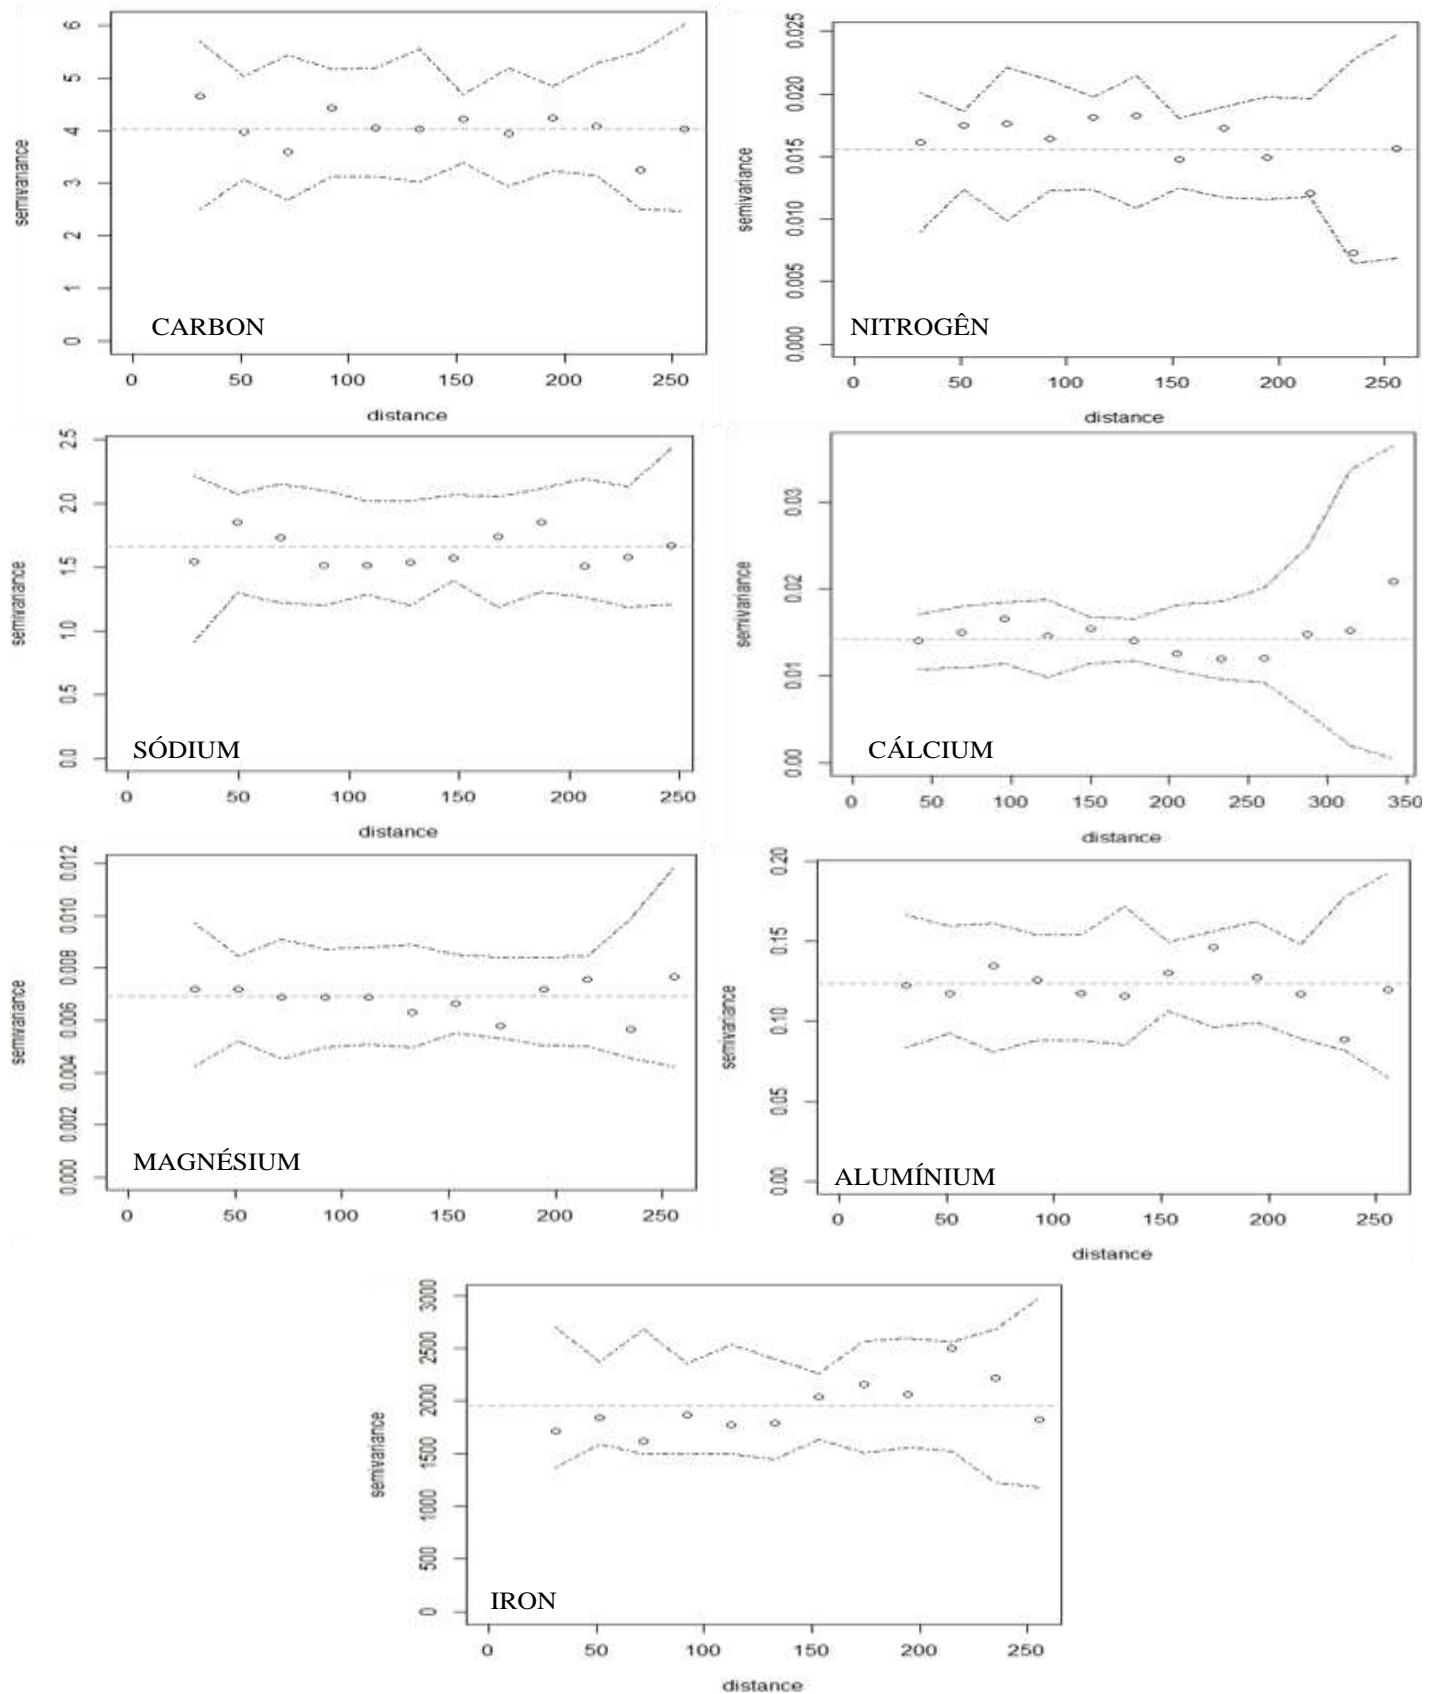 semivariance
0 1 2 3 4 5 6
CARBON
0 50 100 150 200 250
distance
semivariance
0.000 0.005 0.010 0.015 0.020 0.025
NITROGÊN
0 50 100 150 200 250
distance
semivariance
0.0 0.5 1.0 1.5 2.0 2.5
SÓDIUM
0 50 100 150 200 250
distance
semivariance
0.00 0.01 0.02 0.03
CÁLCIUM
0 50 100 150 200 250 300 350
distance
semivariance
0.000 0.002 0.004 0.006 0.008 0.010 0.012
MAGNÉSIUM
0 50 100 150 200 250
semivariance
0.00 0.05 0.10 0.15 0.20
ALUMÍNIUM
0 50 100 150 200 250
distance
semivariance
0 500 1000 1500 2000 2500 3000
IRON
0 50 100 150 200 250
distance